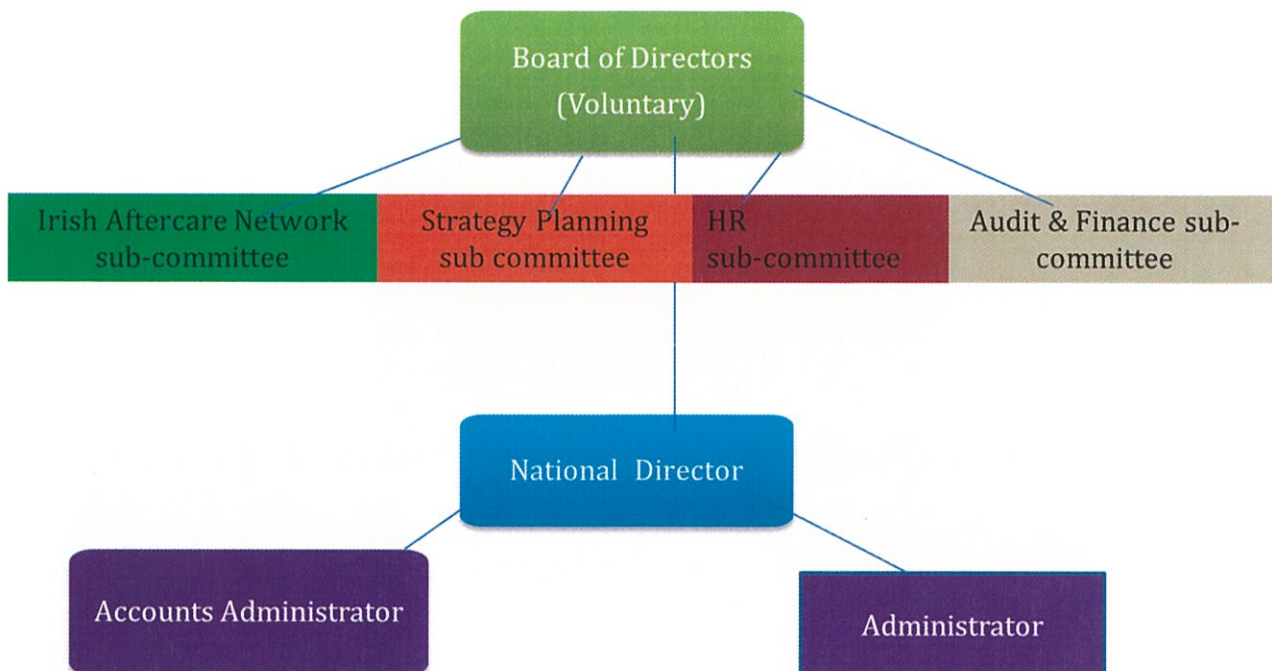 Board of Directors
(Voluntary)
Irish Aftercare Network
sub-committee
Strategy Planning
sub committee
HR
sub-committee
Audit & Finance sub-
committee
National Director
Accounts Administrator
Administrator